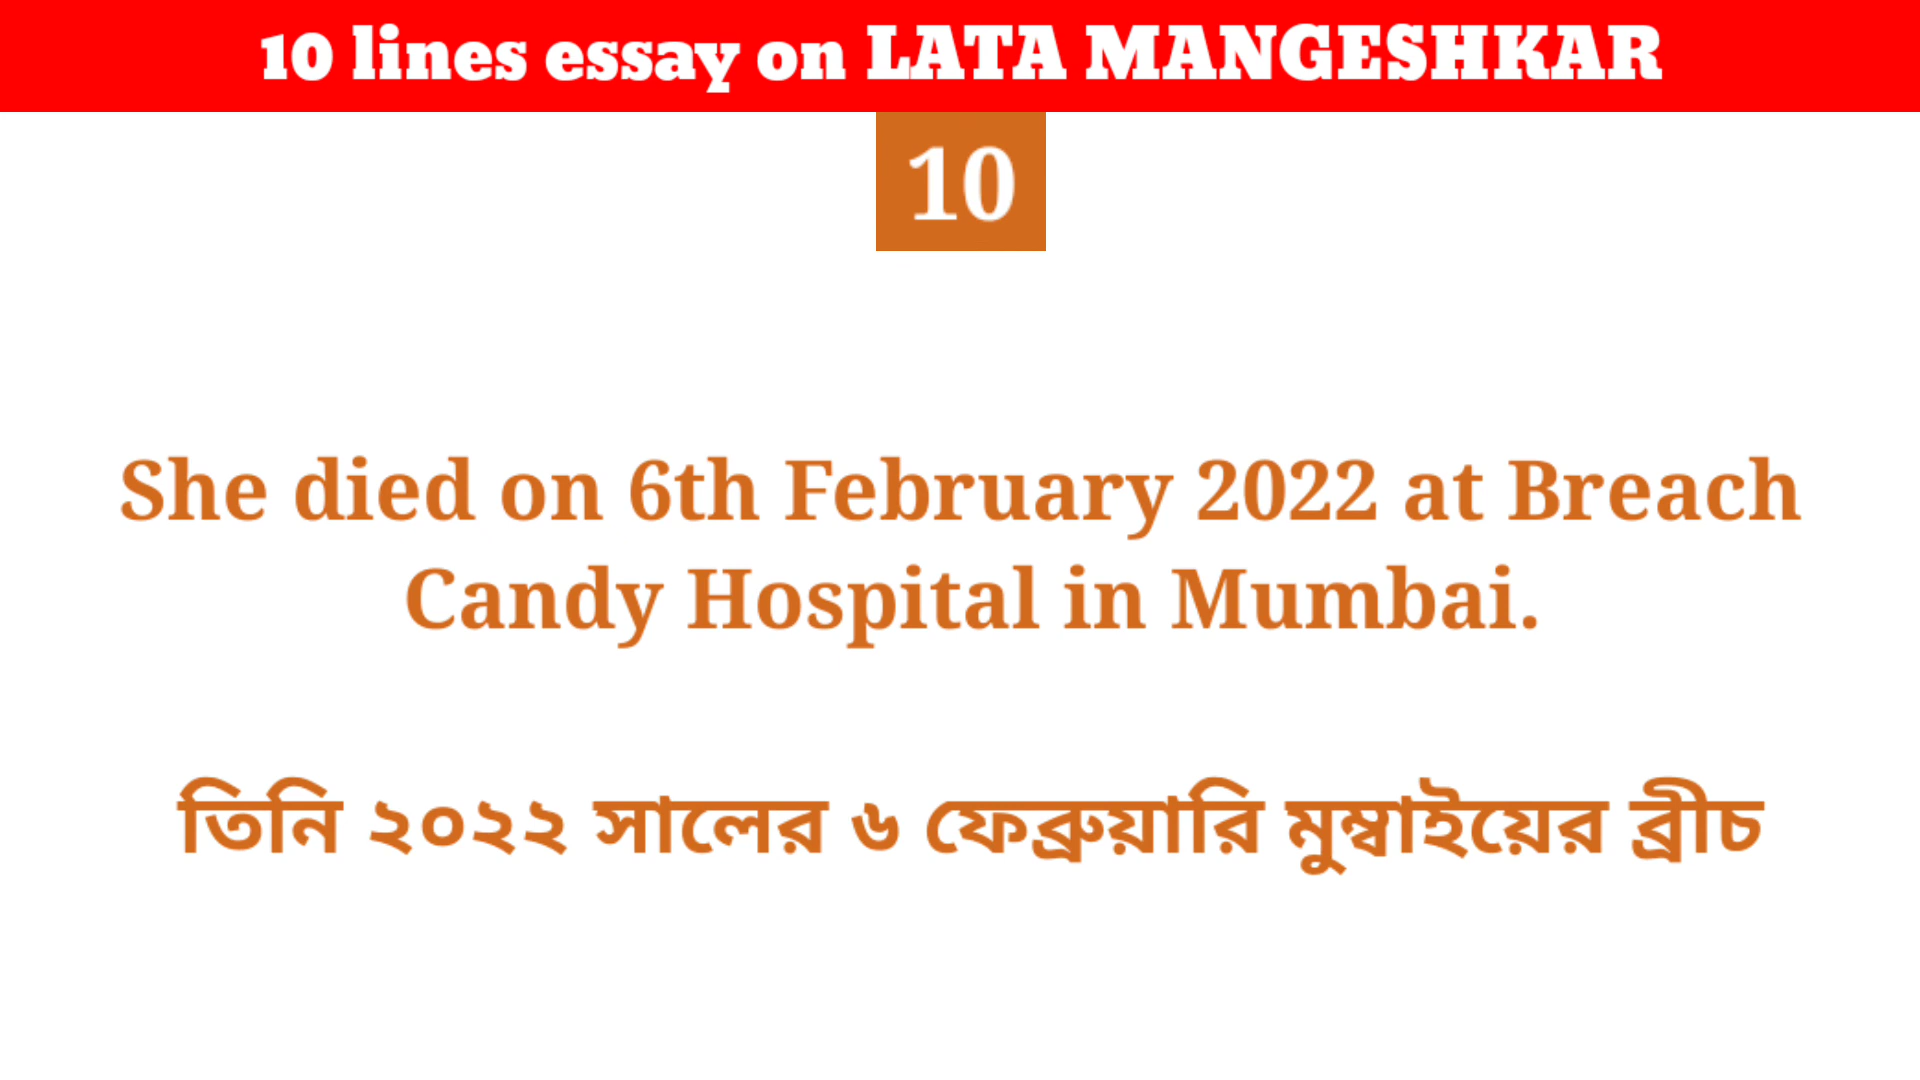 10 lines essay on LATA MANGESHKAR
10
She died on 6th February 2022 at Breach
Candy Hospital in Mumbai.
তিনি ২০২২ সালের ৬ ফেব্রুয়ারি মুম্বাইয়ের ব্রীচ